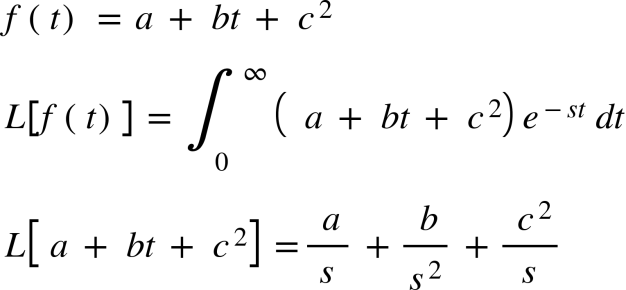 f ( t)  = a + bt + c²
L[f ( t) ] = ∫₀^∞ ( a + bt + c²) e^{-st} dt
L[ a + bt + c²] = a/s + b/s² + c²/s